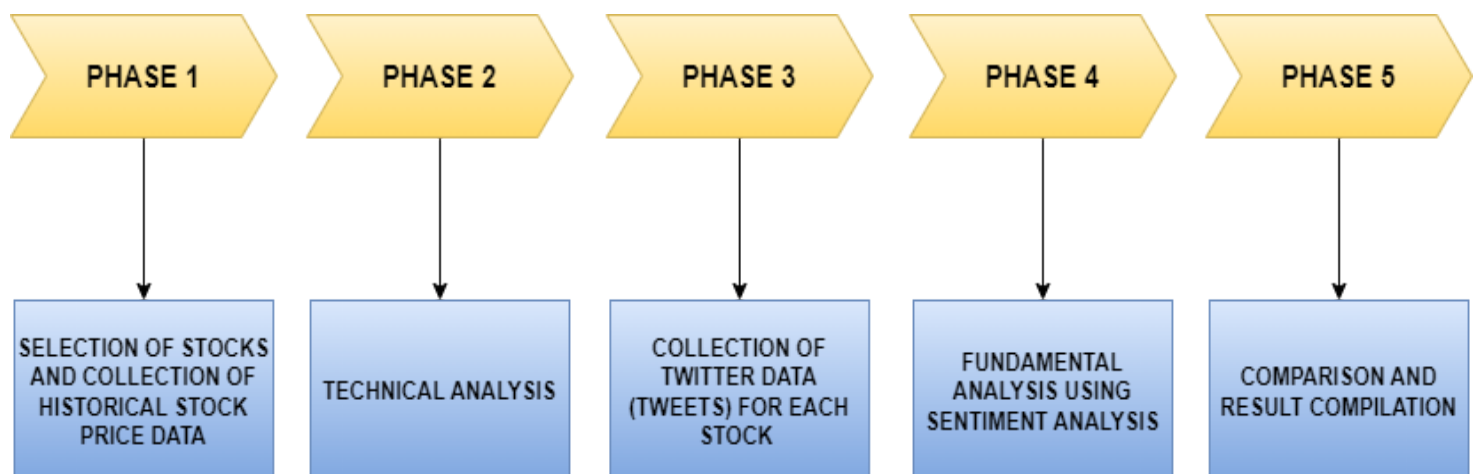 PHASE 1
PHASE 2
PHASE 3
PHASE 4
PHASE 5
SELECTION OF STOCKS
AND COLLECTION OF
HISTORICAL STOCK
PRICE DATA
TECHNICAL ANALYSIS
COLLECTION OF
TWITTER DATA
(TWEETS) FOR EACH
STOCK
FUNDAMENTAL
ANALYSIS USING
SENTIMENT ANALYSIS
COMPARISON AND
RESULT COMPILATION